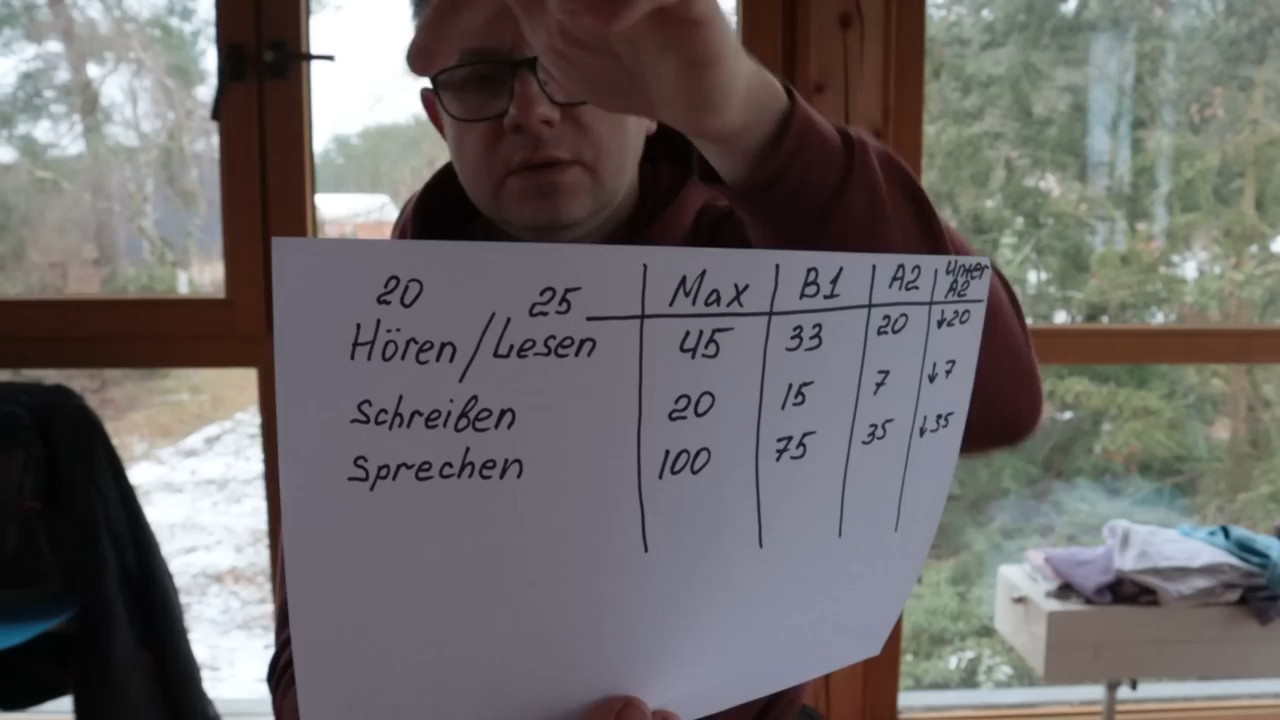 20 25 Max B1 A2 Unter A2
Hören/Lesen 45 33 20 ↓20
Schreißen 20 15 7 ↓7
Sprechen 100 75 35 ↓35